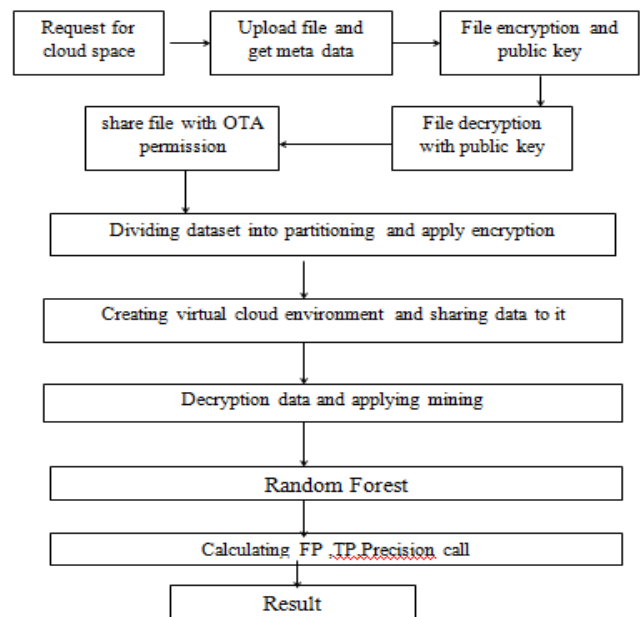 Request for
cloud space
Upload file and
get meta data
File encryption and
public key
share file with OTA
permission
File decryption
with public key
Dividing dataset into partitioning and apply encryption
Creating virtual cloud environment and sharing data to it
Decryption data and applying mining
Random Forest
Calculating FP ,TP,Precision call
Result